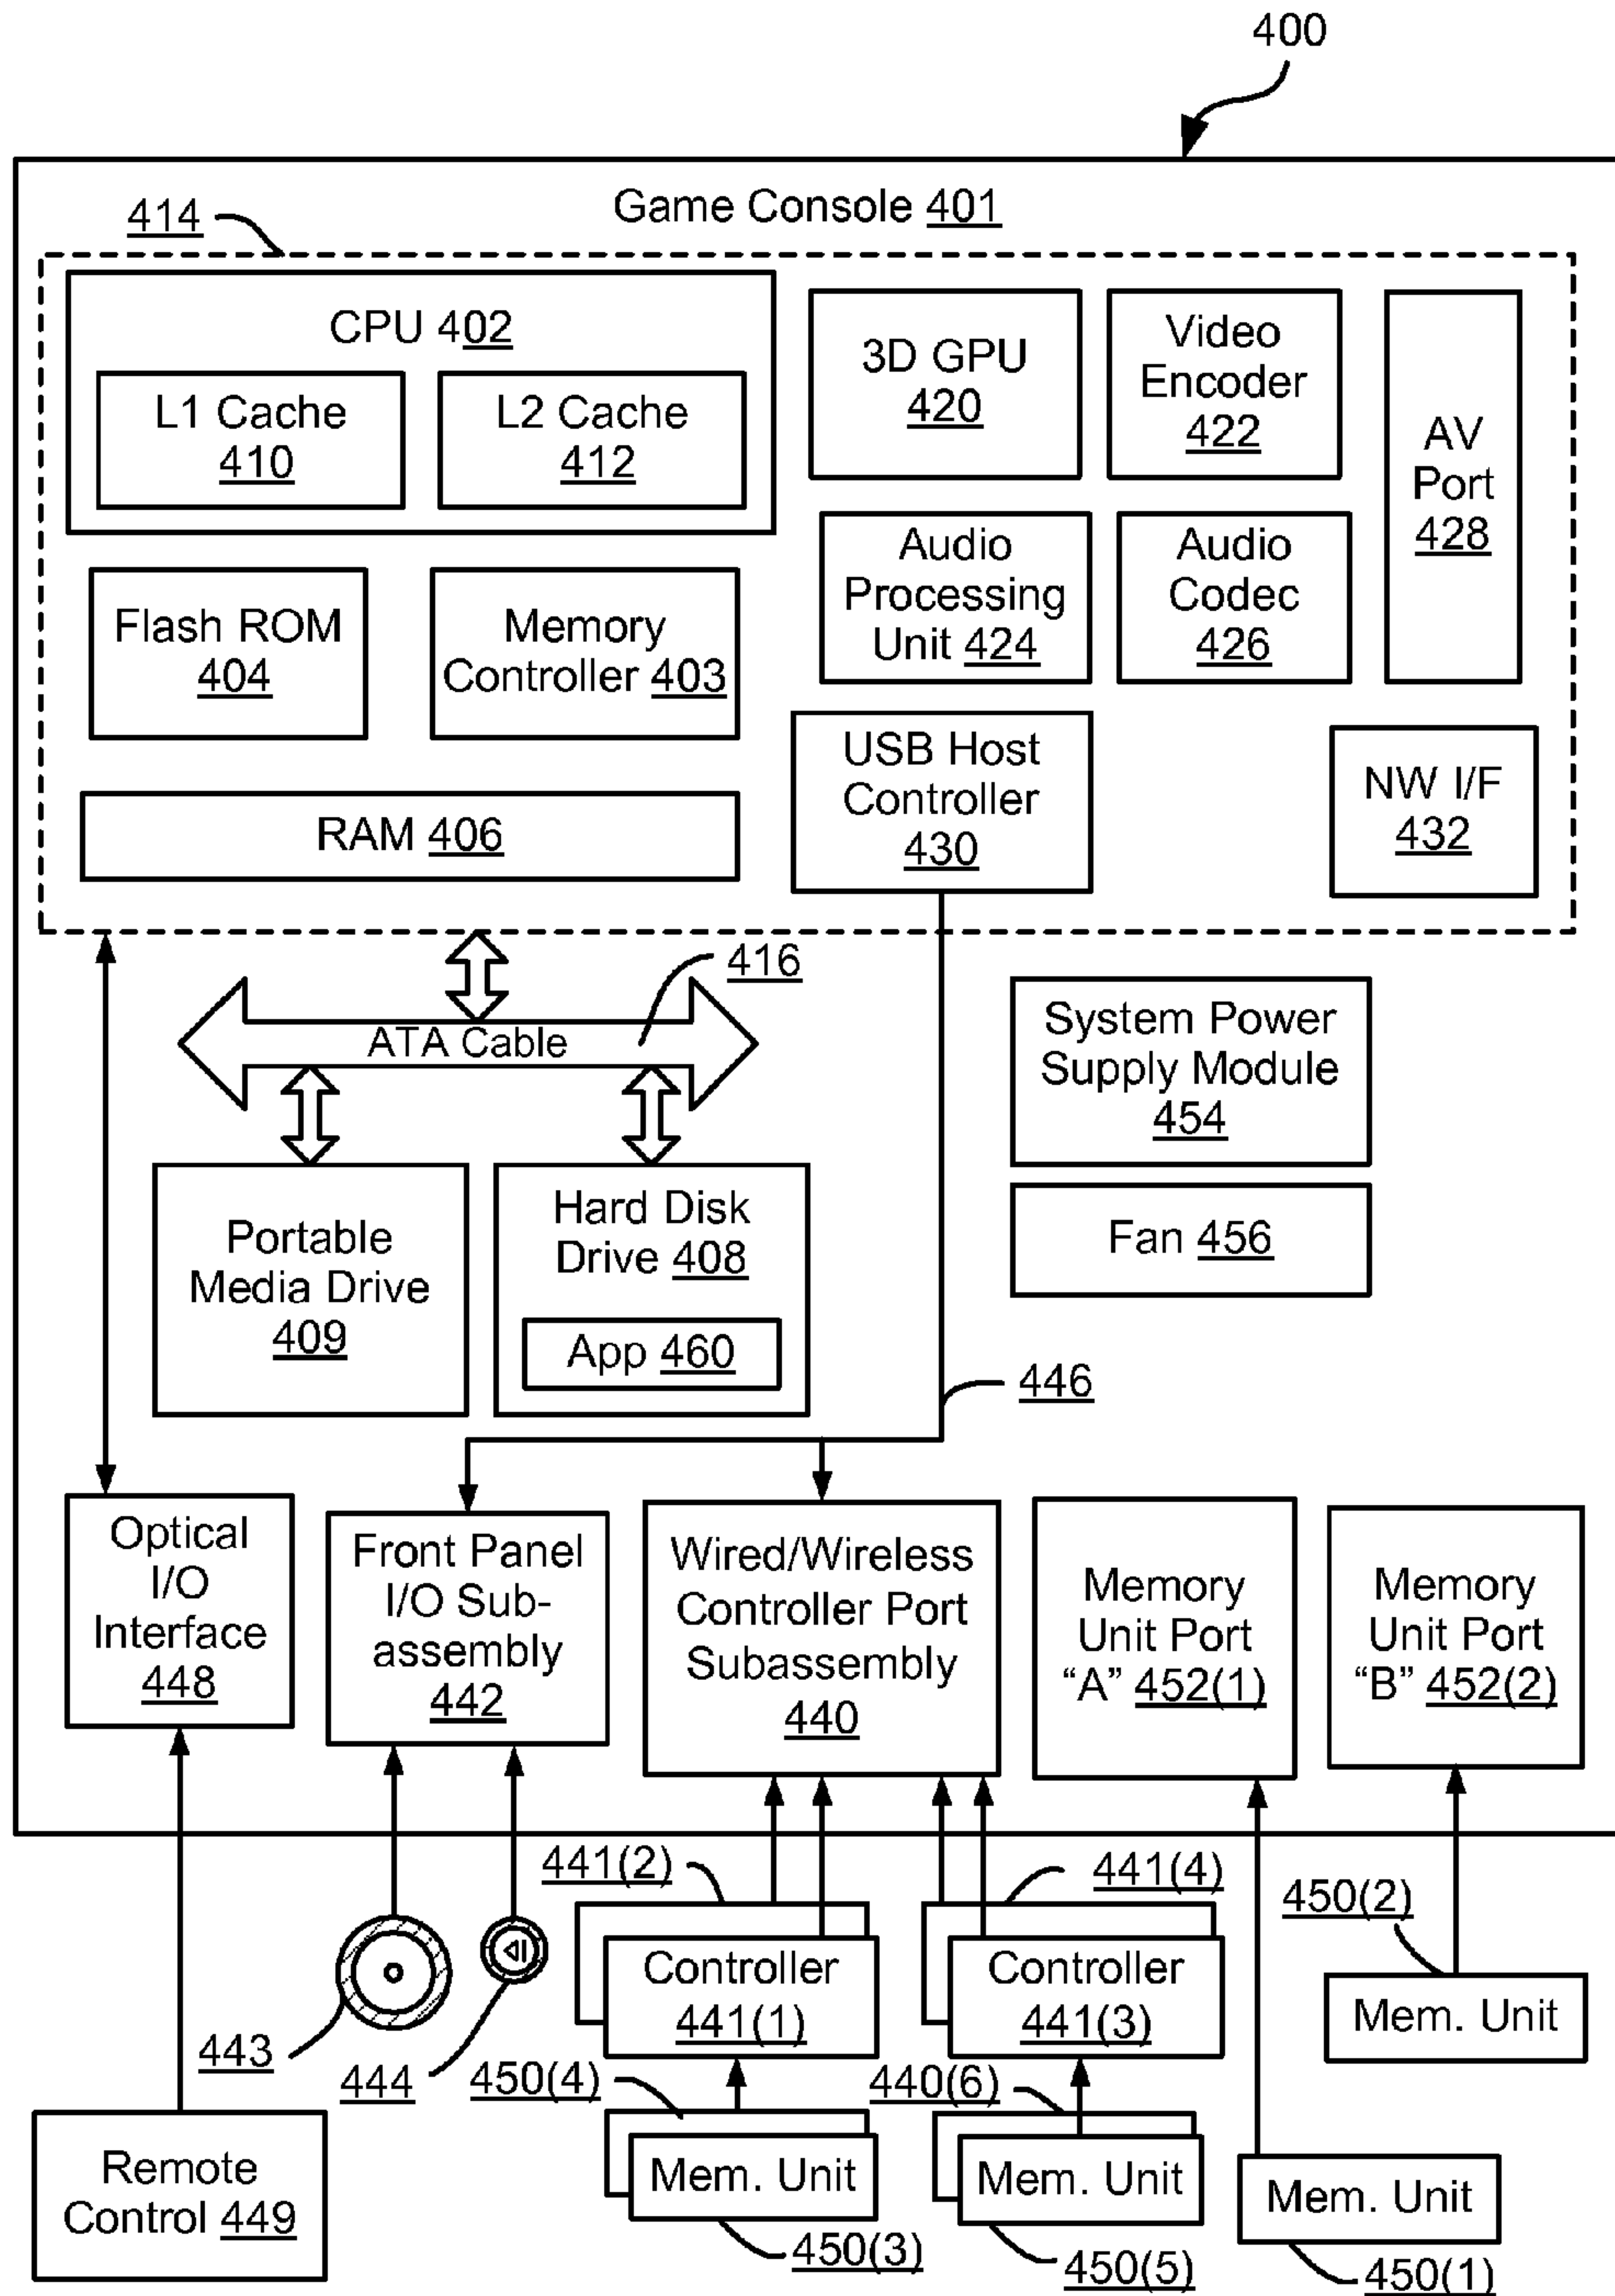 400
Game Console 401
414
CPU 402
L1 Cache
410
L2 Cache
412
3D GPU
420
Video
Encoder
422
AV
Port
428
Audio
Processing
Unit 424
Audio
Codec
426
Flash ROM
404
Memory
Controller 403
USB Host
Controller
430
NW I/F
432
RAM 406
416
ATA Cable
System Power
Supply Module
454
Fan 456
Portable
Media Drive
409
Hard Disk
Drive 408
App 460
446
Optical
I/O
Interface
448
Front Panel
I/O Sub-
assembly
442
Wired/Wireless
Controller Port
Subassembly
440
Memory
Unit Port
“A” 452(1)
Memory
Unit Port
“B” 452(2)
441(2)
441(4)
450(2)
Controller
441(1)
Controller
441(3)
Mem. Unit
443
444
450(4)
440(6)
Remote
Control 449
Mem. Unit
Mem. Unit
Mem. Unit
450(3)
450(5)
450(1)